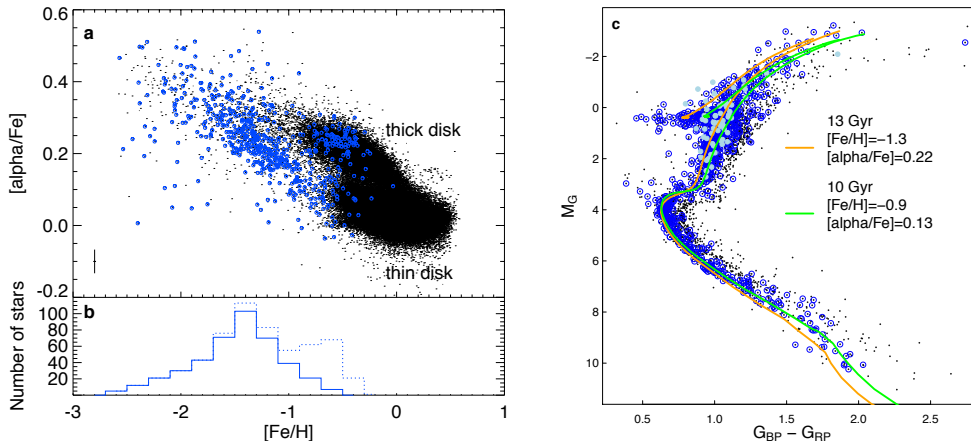 a
0.6
0.4
0.2
0.0
-0.2
[alpha/Fe]
thick disk
thin disk
b
100
80
60
40
20
Number of stars
-3
-2
-1
0
1
[Fe/H]
c
−2
0
2
4
6
8
10
M_G
13 Gyr
[Fe/H]=−1.3
[alpha/Fe]=0.22
10 Gyr
[Fe/H]=−0.9
[alpha/Fe]=0.13
0.5
1.0
1.5
2.0
2.5
G_BP − G_RP